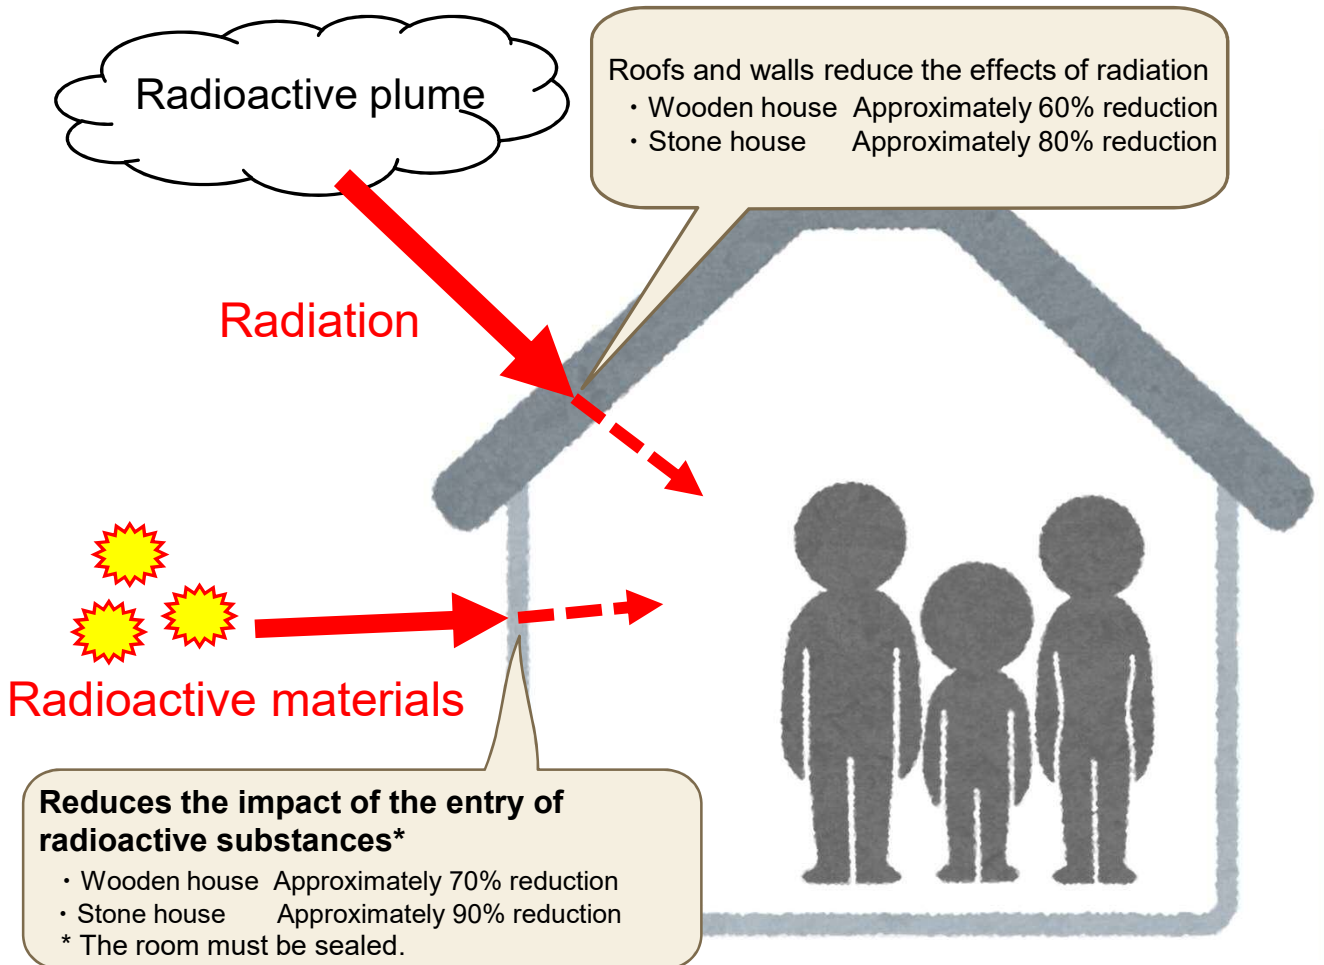 Radioactive plume
Roofs and walls reduce the effects of radiation
・Wooden house Approximately 60% reduction
・Stone house Approximately 80% reduction
Radiation
Radioactive materials
Reduces the impact of the entry of
radioactive substances*
・Wooden house Approximately 70% reduction
・Stone house Approximately 90% reduction
* The room must be sealed.